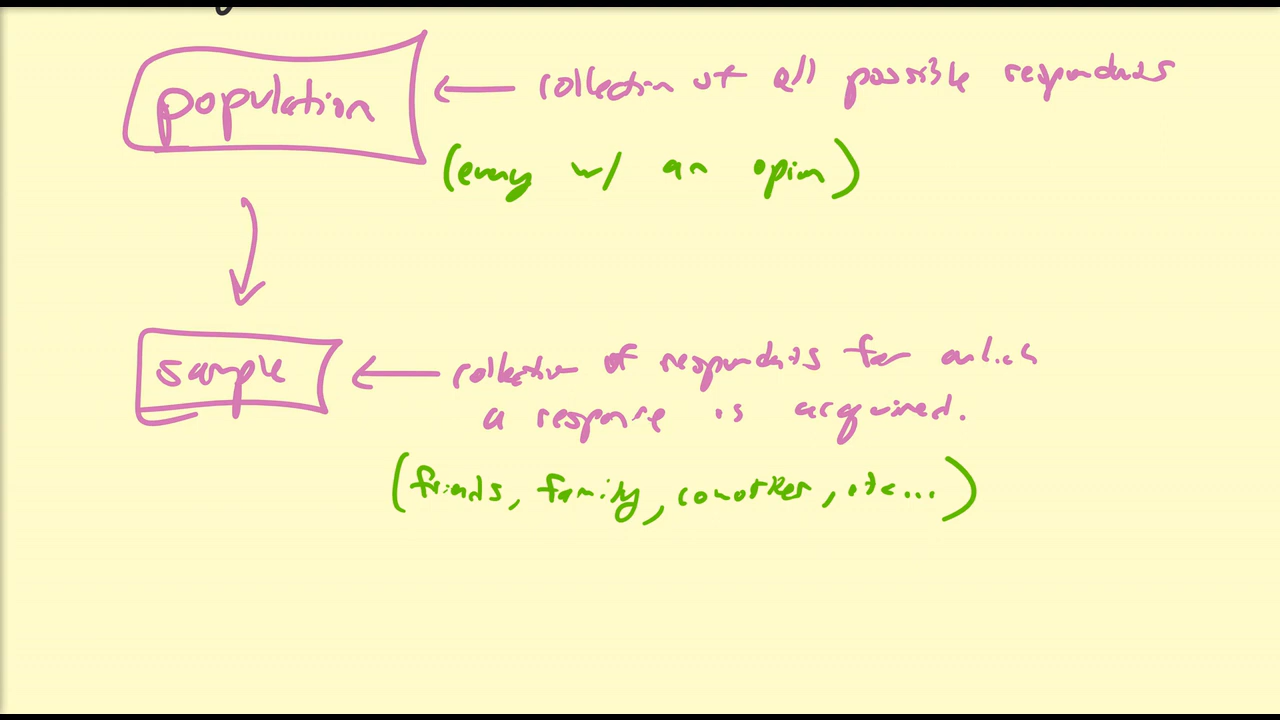 population ← collection of all possible respondents
(every w/ an opinion)
sample ← collection of respondents for which
a response is acquired.
(friends, family, coworker, etc...)